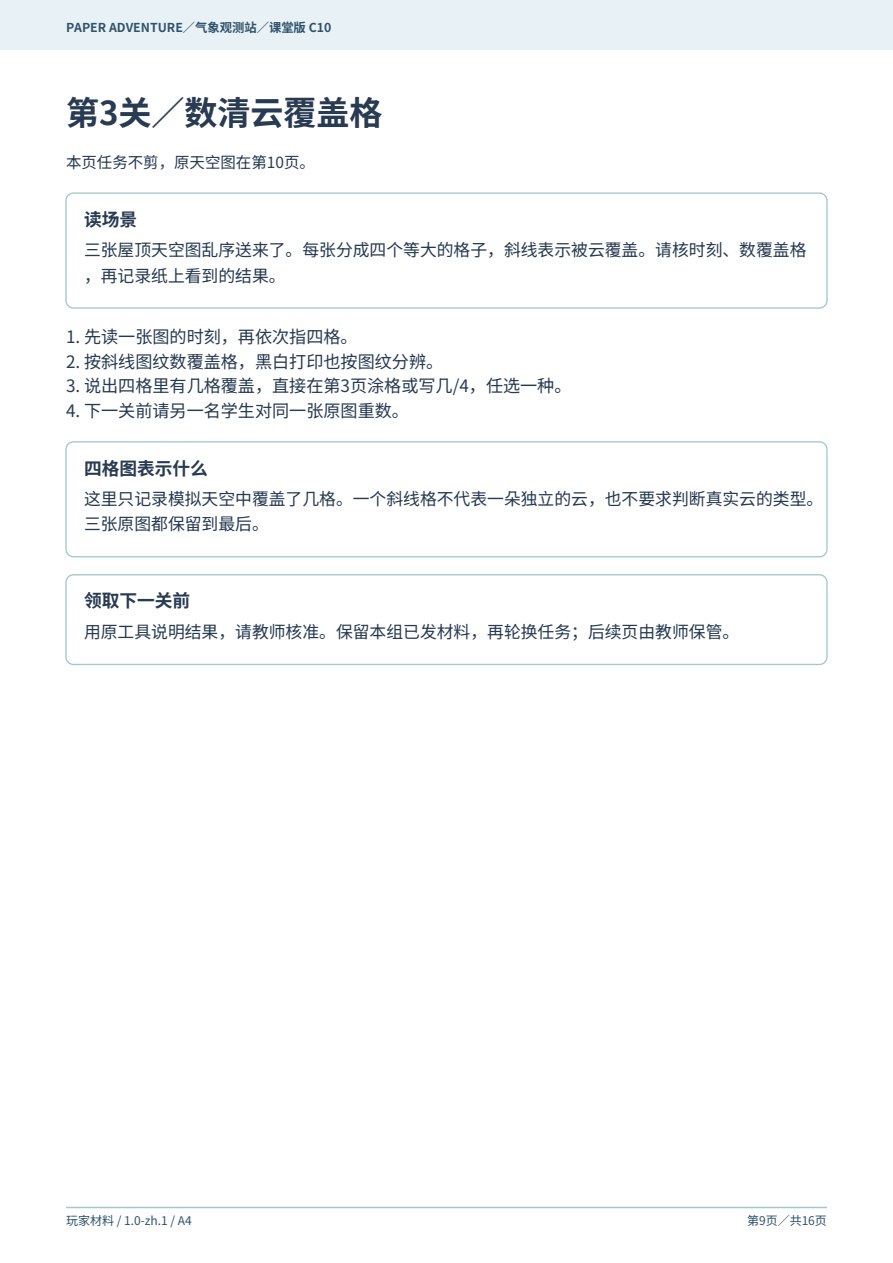 PAPER ADVENTURE／气象观测站／课堂版 C10
第3关／数清云覆盖格
本页任务不剪，原天空图在第10页。
读场景
三张屋顶天空图乱序送来了。每张分成四个等大的格子，斜线表示被云覆盖。请核时刻、数覆盖格
，再记录纸上看到的结果。
1. 先读一张图的时刻，再依次指四格。
2. 按斜线图纹数覆盖格，黑白打印也按图纹分辨。
3. 说出四格里有几格覆盖，直接在第3页涂格或写几/4，任选一种。
4. 下一关前请另一名学生对同一张原图重数。
四格图表示什么
这里只记录模拟天空中覆盖了几格。一个斜线格不代表一朵独立的云，也不要求判断真实云的类型。
三张原图都保留到最后。
领取下一关前
用原工具说明结果，请教师核准。保留本组已发材料，再轮换任务；后续页由教师保管。
玩家材料 / 1.0-zh.1 / A4
第9页／共16页